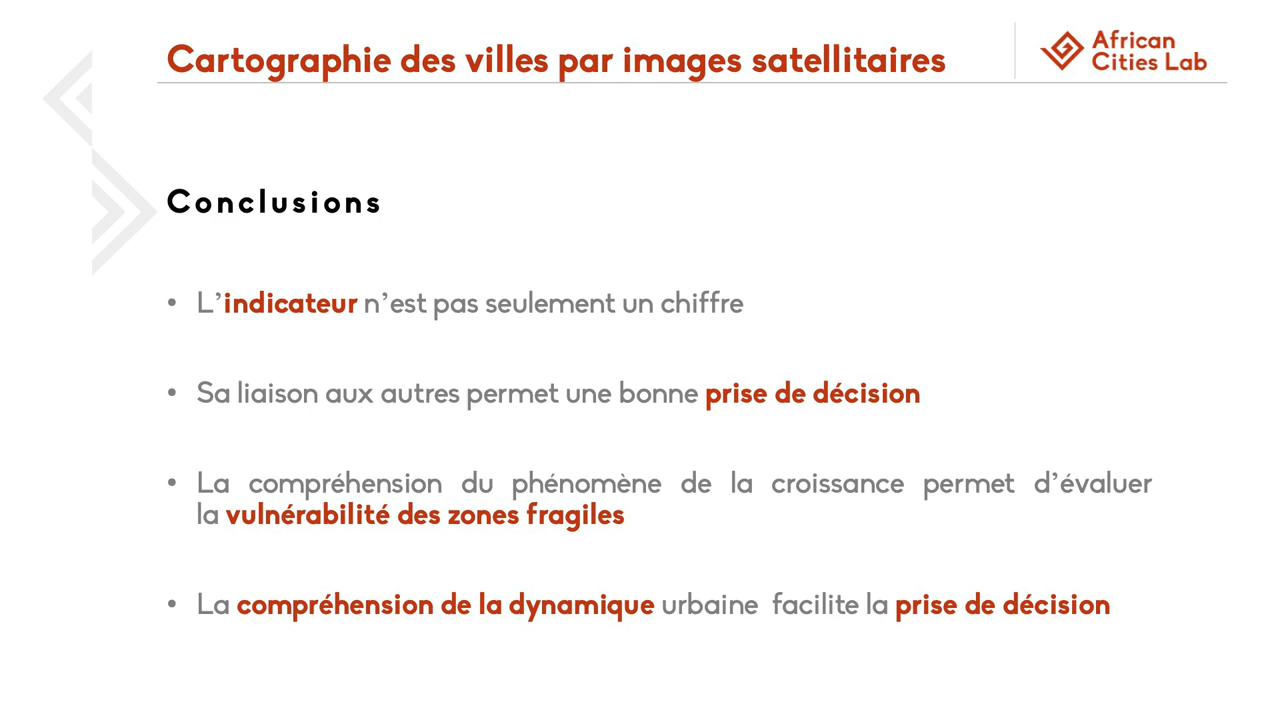 Cartographie des villes par images satellitaires
African
Cities Lab
Conclusions
• L’indicateur n’est pas seulement un chiffre
• Sa liaison aux autres permet une bonne prise de décision
• La compréhension du phénomène de la croissance permet d’évaluer
la vulnérabilité des zones fragiles
• La compréhension de la dynamique urbaine facilite la prise de décision